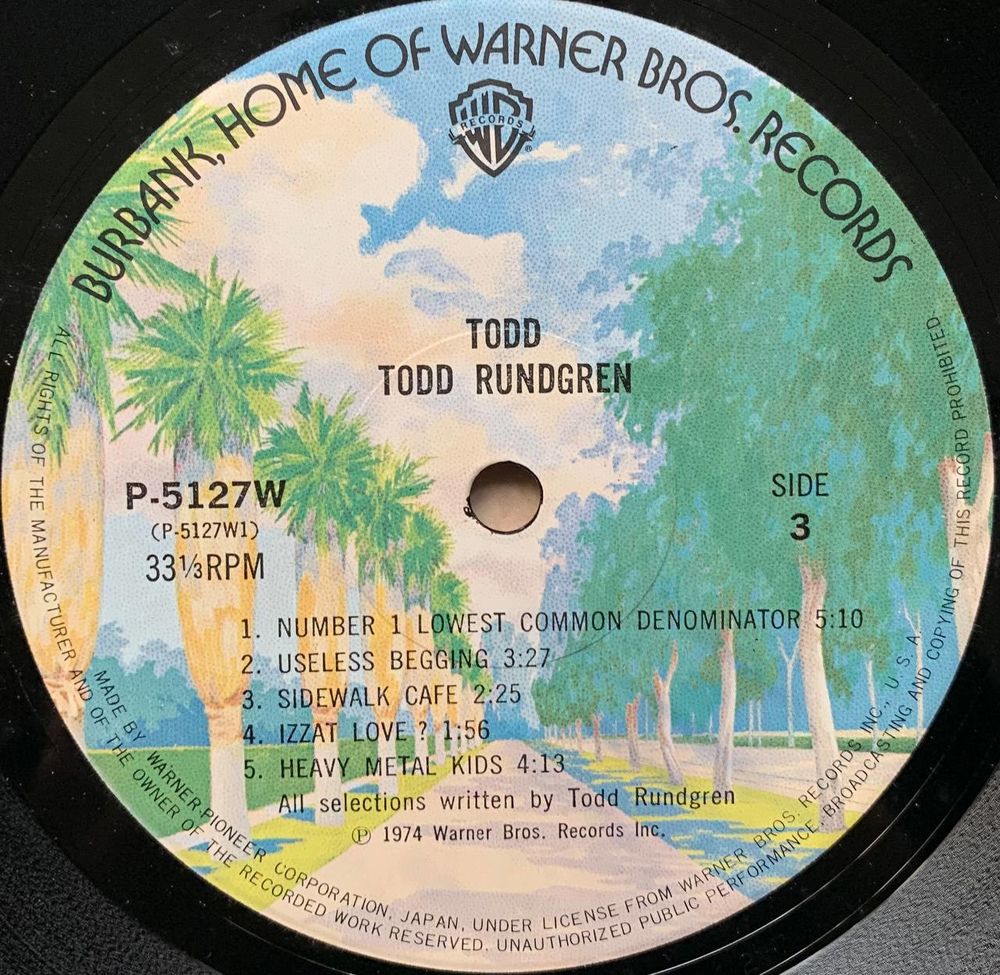 BURBANK, HOME OF WARNER BROS. RECORDS
WB
RECORDS
®
TODD
TODD RUNDGREN
P-5127W
(P-5127W1)
33⅓RPM
SIDE
3
1. NUMBER 1 LOWEST COMMON DENOMINATOR 5:10
2. USELESS BEGGING 3:27
3. SIDEWALK CAFE 2:25
4. IZZAT LOVE ? 1:56
5. HEAVY METAL KIDS 4:13
All selections written by Todd Rundgren
Ⓟ 1974 Warner Bros. Records Inc.
MADE BY WARNER-PIONEER CORPORATION, JAPAN, UNDER LICENSE FROM WARNER BROS. RECORDS INC., U. S. A.
ALL RIGHTS OF THE MANUFACTURER AND OF THE OWNER OF THE RECORDED WORK RESERVED. UNAUTHORIZED PUBLIC PERFORMANCE, BROADCASTING AND COPYING OF THIS RECORD PROHIBITED